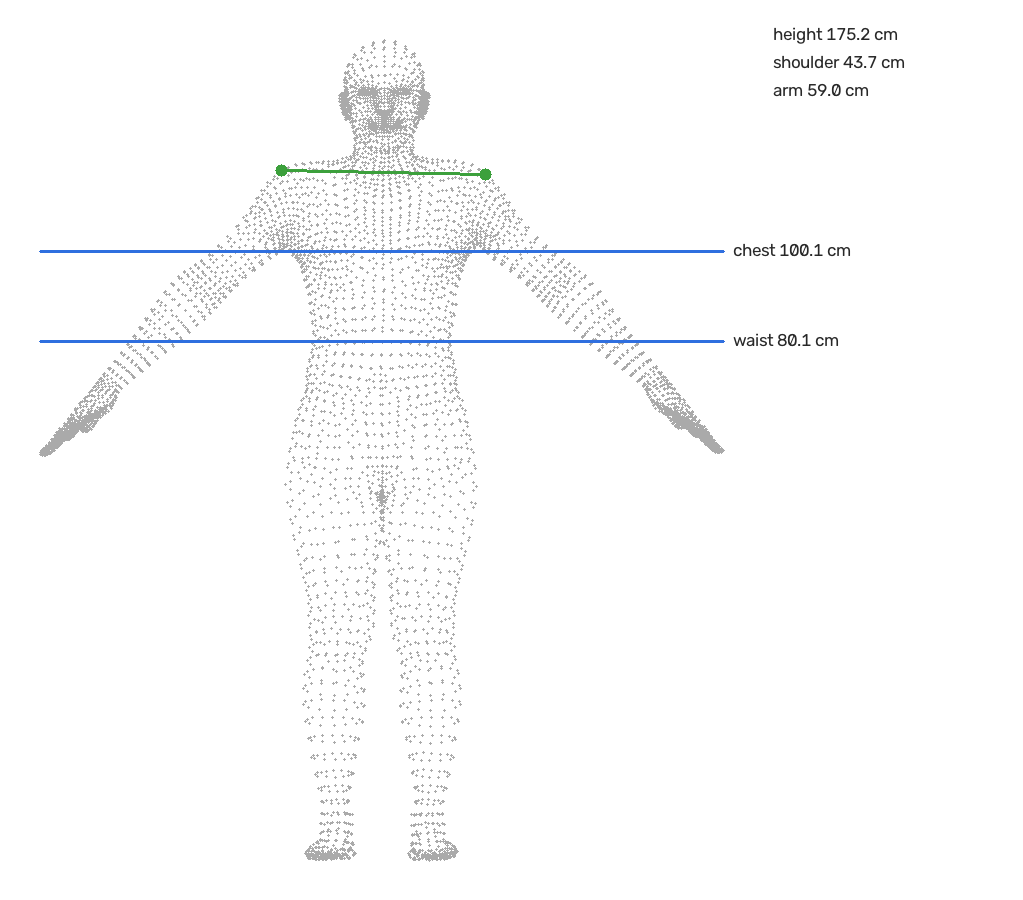 height 175.2 cm
shoulder 43.7 cm
arm 59.0 cm
chest 100.1 cm
waist 80.1 cm